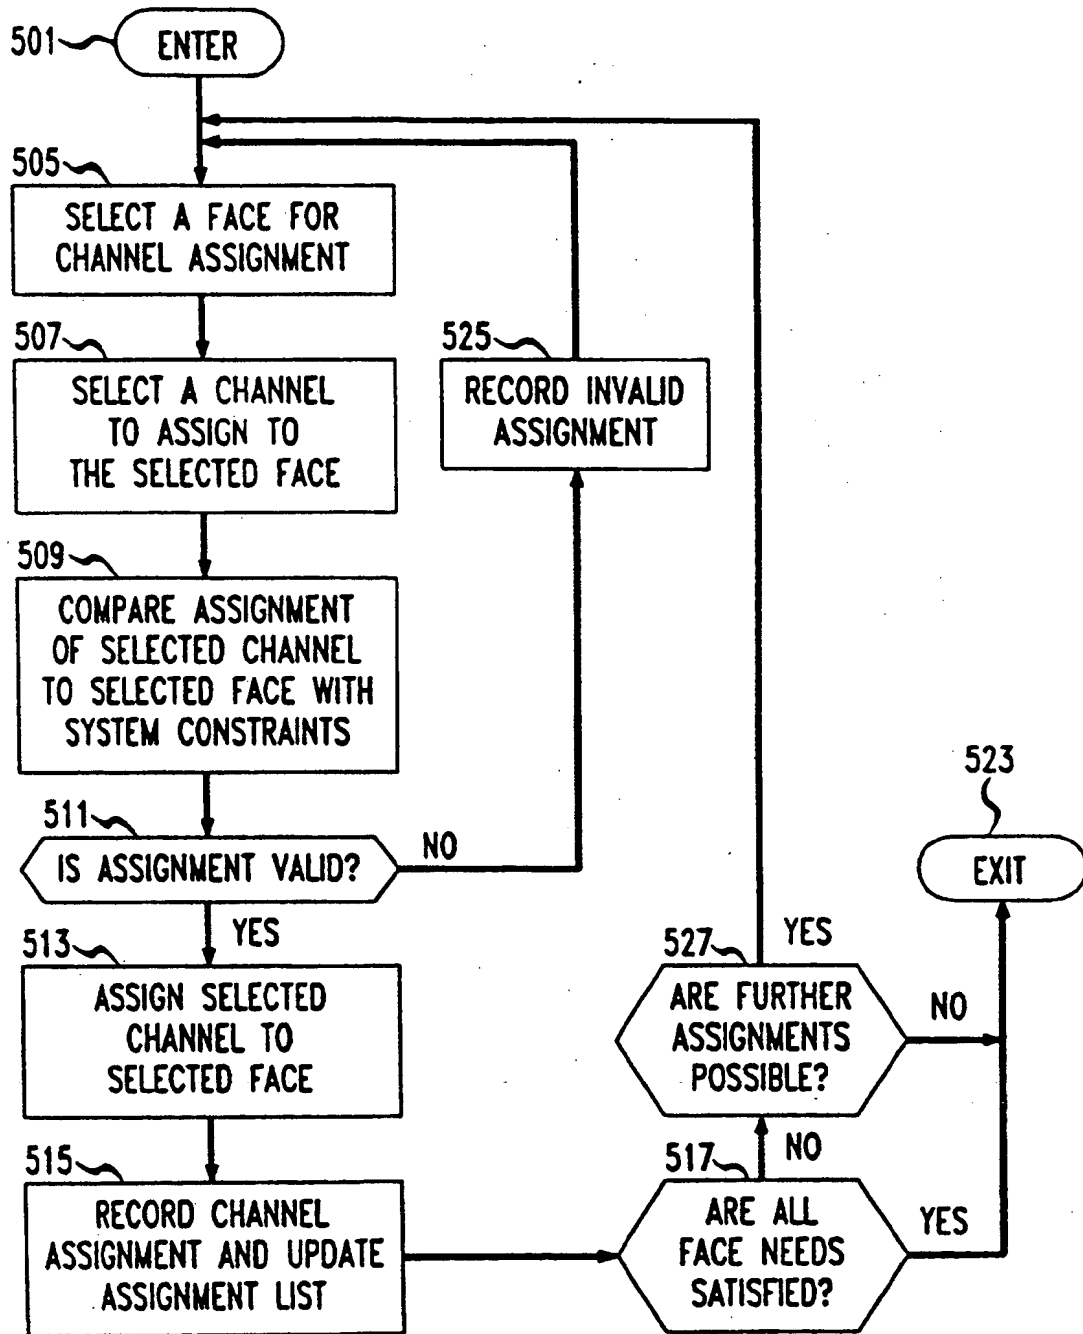 501
ENTER
505
SELECT A FACE FOR
CHANNEL ASSIGNMENT
507
SELECT A CHANNEL
TO ASSIGN TO
THE SELECTED FACE
525
RECORD INVALID
ASSIGNMENT
509
COMPARE ASSIGNMENT
OF SELECTED CHANNEL
TO SELECTED FACE WITH
SYSTEM CONSTRAINTS
511
IS ASSIGNMENT VALID?
NO
YES
523
EXIT
513
ASSIGN SELECTED
CHANNEL TO
SELECTED FACE
527
YES
ARE FURTHER
ASSIGNMENTS
POSSIBLE?
NO
515
RECORD CHANNEL
ASSIGNMENT AND UPDATE
ASSIGNMENT LIST
517
NO
ARE ALL
FACE NEEDS
SATISFIED?
YES